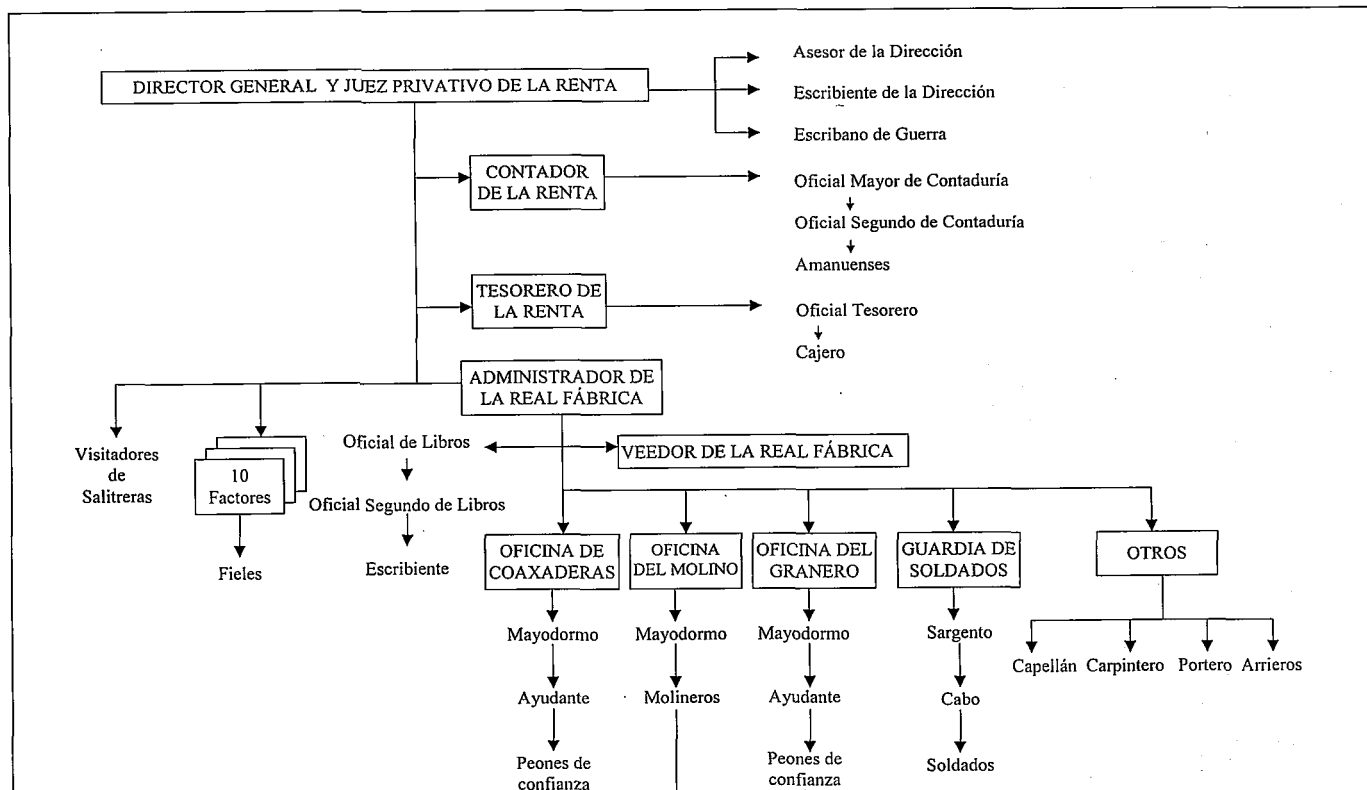 Asesor de la Dirección
DIRECTOR GENERAL Y JUEZ PRIVATIVO DE LA RENTA
Escribiente de la Dirección
Escribano de Guerra
CONTADOR
DE LA RENTA
Oficial Mayor de Contaduría
Oficial Segundo de Contaduría
Amanuenses
TESORERO DE
LA RENTA
Oficial Tesorero
Cajero
ADMINISTRADOR DE
LA REAL FÁBRICA
Visitadores
de
Salitreras
10
Factores
Fieles
Oficial de Libros
Oficial Segundo de Libros
Escribiente
VEEDOR DE LA REAL FÁBRICA
OFICINA DE
COAXADERAS
Mayodormo
Ayudante
Peones de
confianza
OFICINA
DEL MOLINO
Mayodormo
Molineros
OFICINA DEL
GRANERO
Mayodormo
Ayudante
Peones de
confianza
GUARDIA DE
SOLDADOS
Sargento
Cabo
Soldados
OTROS
Capellán
Carpintero
Portero
Arrieros